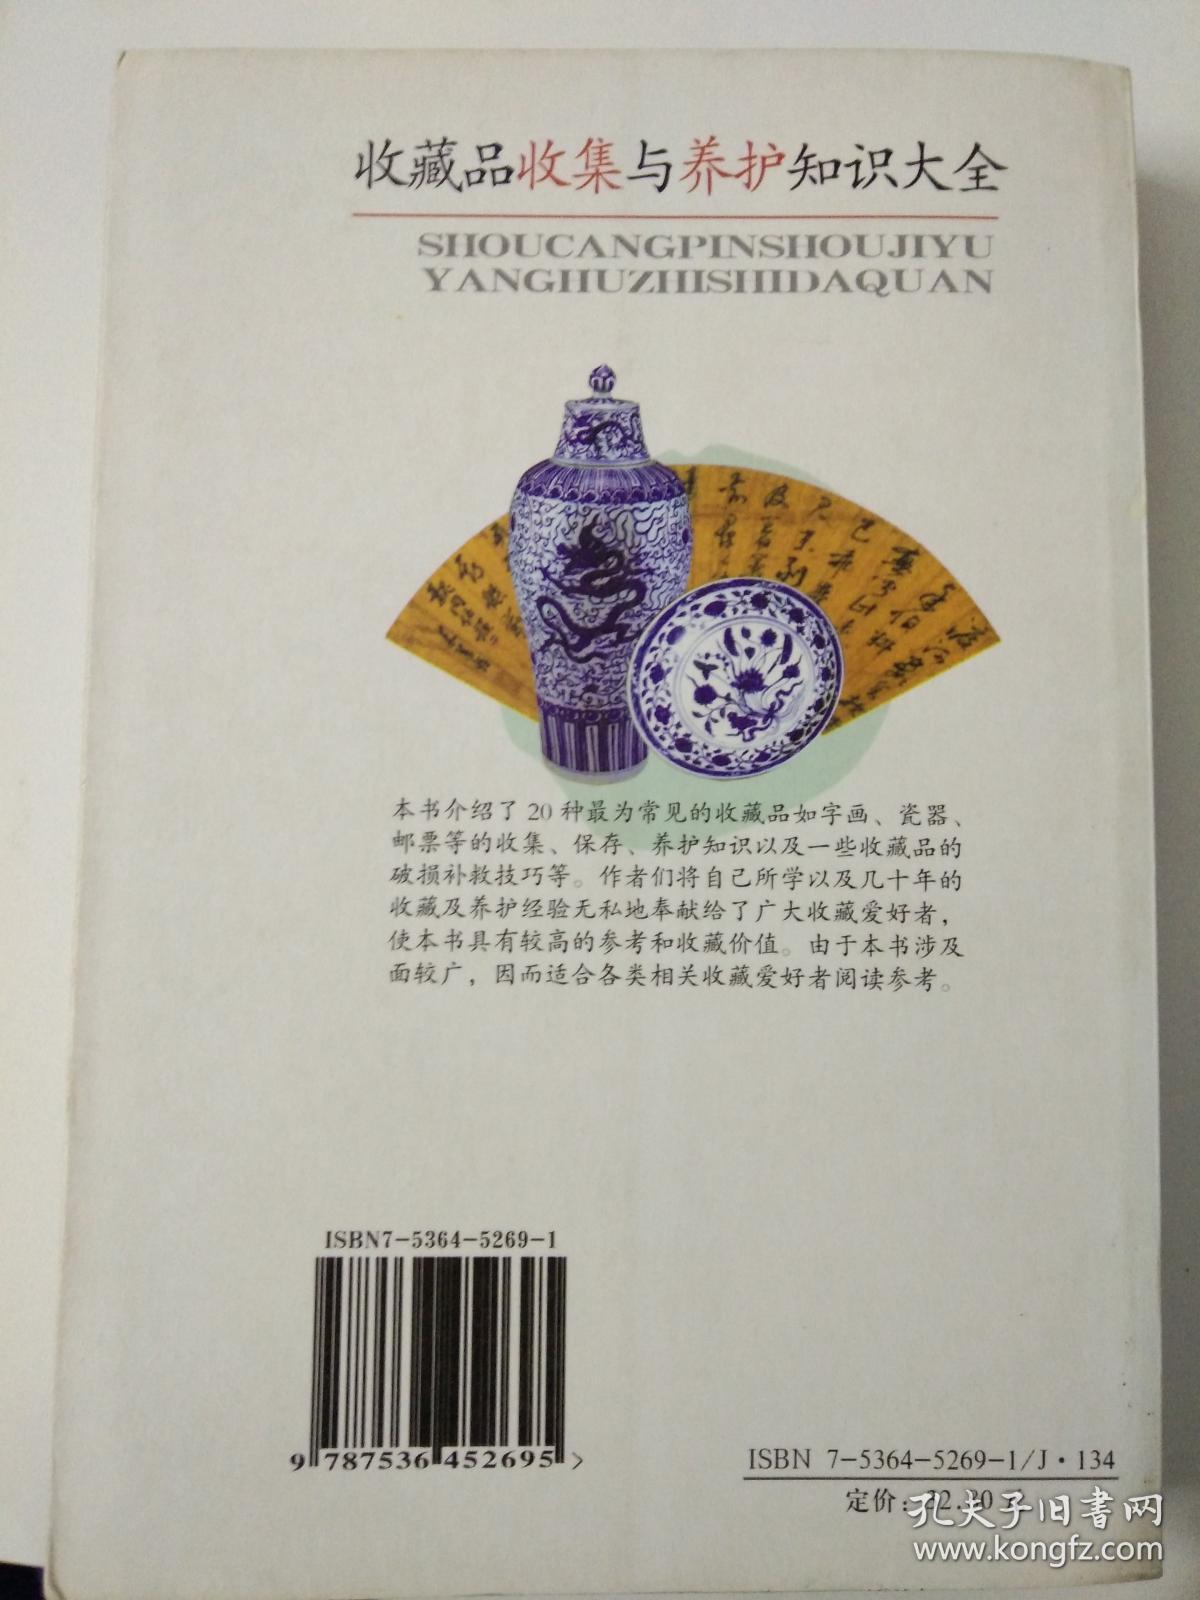 收藏品收集与养护知识大全
SHOUCANGPINSHOUJIYU
YANGHUZHISHIDAQUAN
本书介绍了20种最为常见的收藏品如字画、瓷器、
邮票等的收集、保存、养护知识以及一些收藏品的
破损补救技巧等。作者们将自己所学以及几十年的
收藏及养护经验无私地奉献给了广大收藏爱好者，
使本书具有较高的参考和收藏价值。由于本书涉及
面较广，因而适合各类相关收藏爱好者阅读参考。
ISBN7-5364-5269-1
9 787536 452695 >
ISBN 7-5364-5269-1/J·134
定价：
孔夫子旧书网
www.kongfz.com